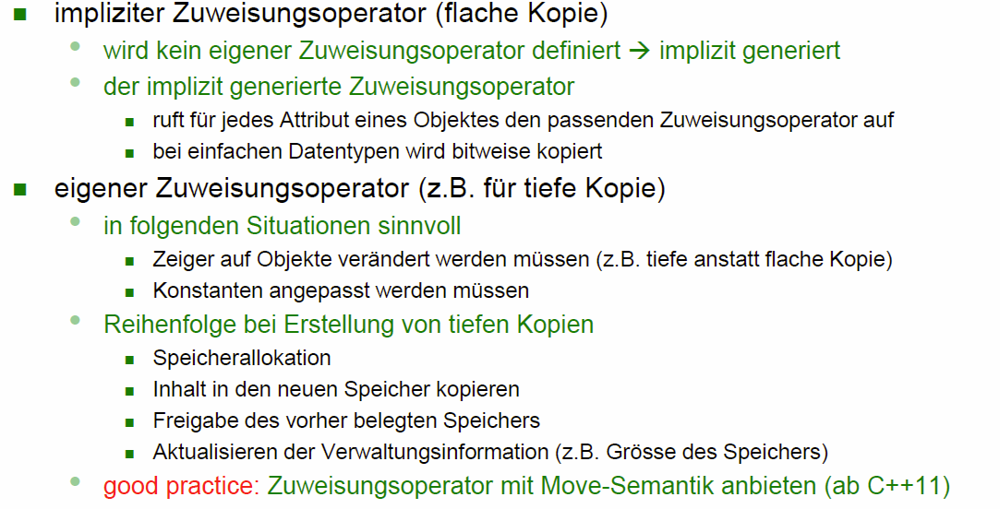 impliziter Zuweisungsoperator (flache Kopie)
wird kein eigener Zuweisungsoperator definiert → implizit generiert
der implizit generierte Zuweisungsoperator
ruft für jedes Attribut eines Objektes den passenden Zuweisungsoperator auf
bei einfachen Datentypen wird bitweise kopiert
eigener Zuweisungsoperator (z.B. für tiefe Kopie)
in folgenden Situationen sinnvoll
Zeiger auf Objekte verändert werden müssen (z.B. tiefe anstatt flache Kopie)
Konstanten angepasst werden müssen
Reihenfolge bei Erstellung von tiefen Kopien
Speicherallokation
Inhalt in den neuen Speicher kopieren
Freigabe des vorher belegten Speichers
Aktualisieren der Verwaltungsinformation (z.B. Grösse des Speichers)
good practice: Zuweisungsoperator mit Move-Semantik anbieten (ab C++11)